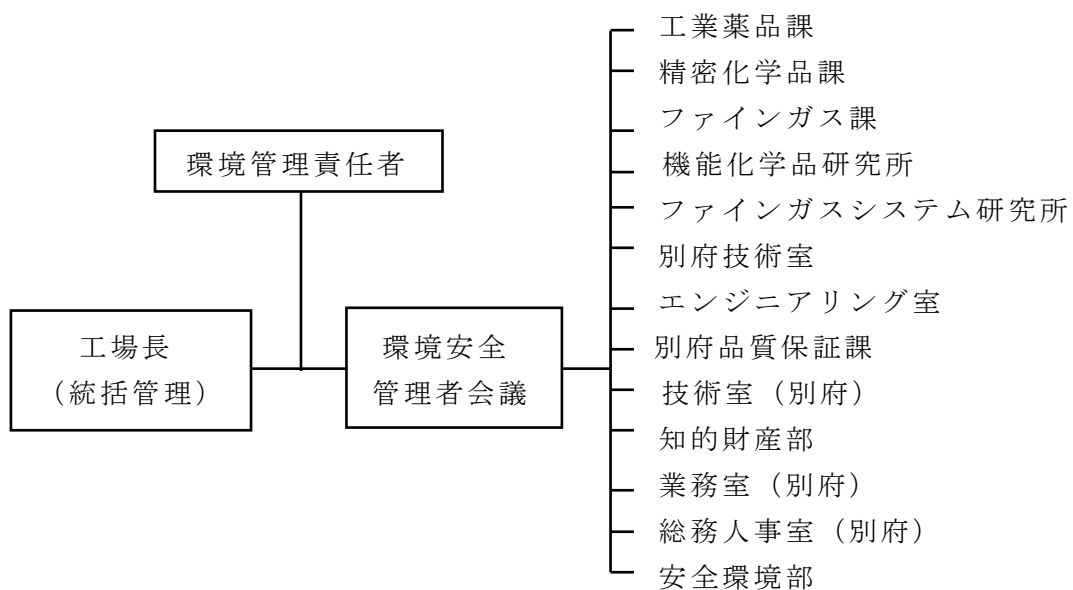 環境管理責任者
工場長
（統括管理）
環境安全
管理者会議
工業薬品課
精密化学品課
ファインガス課
機能化学品研究所
ファインガスシステム研究所
別府技術室
エンジニアリング室
別府品質保証課
技術室（別府）
知的財産部
業務室（別府）
総務人事室（別府）
安全環境部